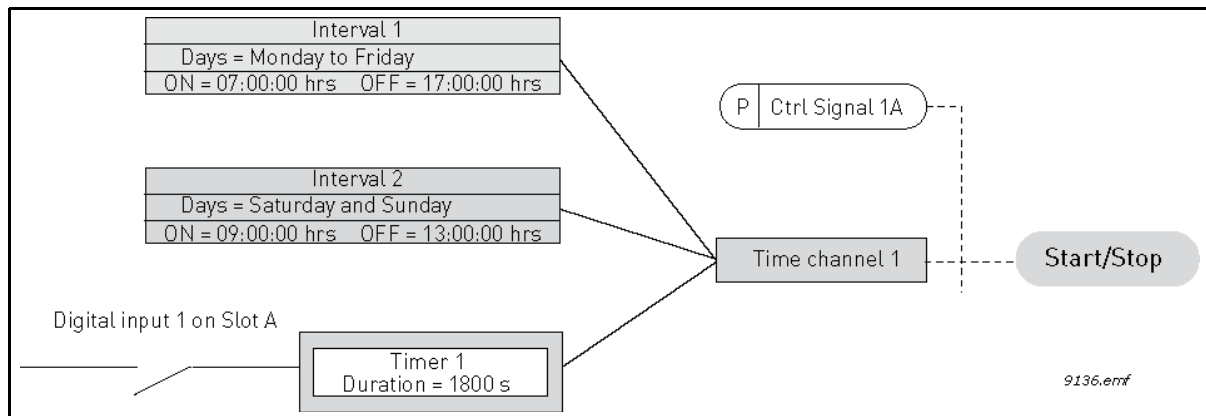 Interval 1
Days = Monday to Friday
ON = 07:00:00 hrs OFF = 17:00:00 hrs
P Ctrl Signal 1A
Interval 2
Days = Saturday and Sunday
ON = 09:00:00 hrs OFF = 13:00:00 hrs
Time channel 1
Start/Stop
Digital input 1 on Slot A
Timer 1
Duration = 1800 s
9136.emf